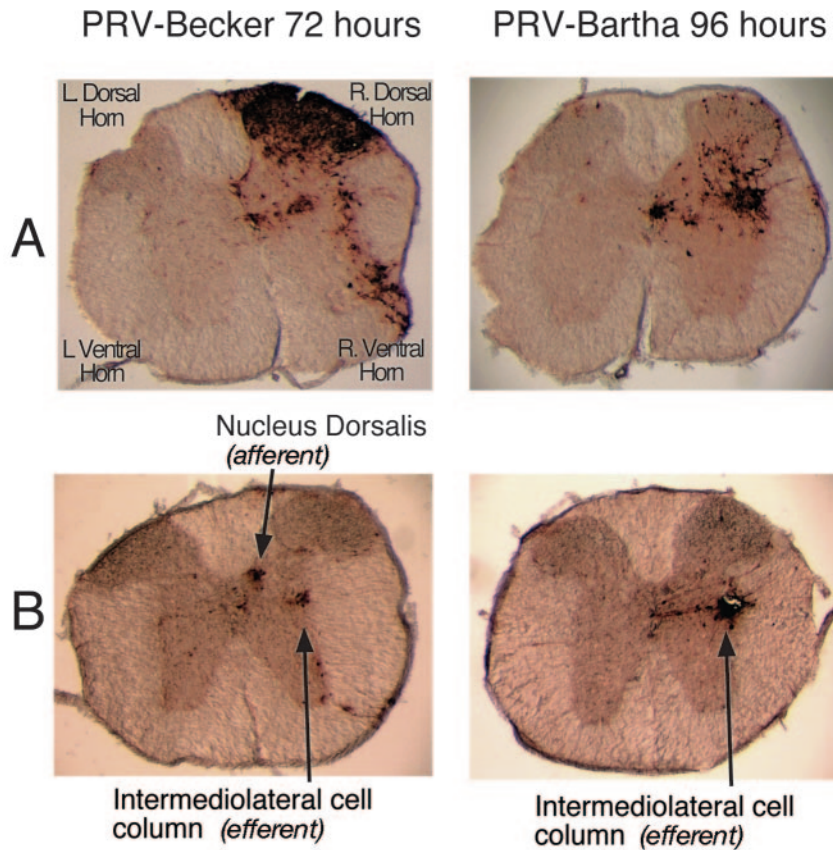 PRV-Becker 72 hours
PRV-Bartha 96 hours
L. Dorsal
Horn
R. Dorsal
Horn
A
L Ventral
Horn
R. Ventral
Horn
Nucleus Dorsalis
(afferent)
B
Intermediolateral cell
column (efferent)
Intermediolateral cell
column (efferent)